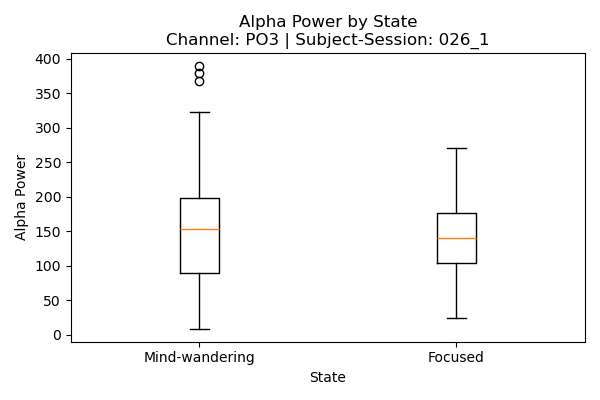 Alpha Power by State
Channel: PO3 | Subject-Session: 026_1
Alpha Power
400
350
300
250
200
150
100
50
0
Mind-wandering
Focused
State